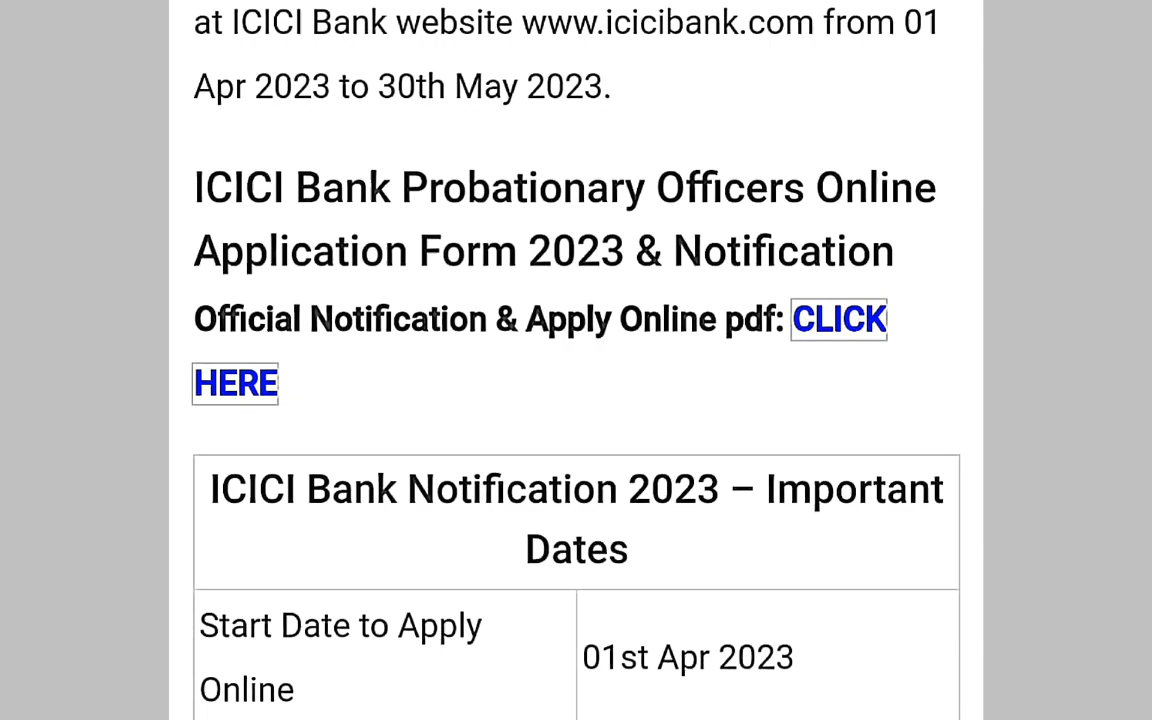 at ICICI Bank website www.icicibank.com from 01
Apr 2023 to 30th May 2023.
ICICI Bank Probationary Officers Online
Application Form 2023 & Notification
Official Notification & Apply Online pdf: CLICK
HERE
ICICI Bank Notification 2023 – Important
Dates
Start Date to Apply
Online
01st Apr 2023